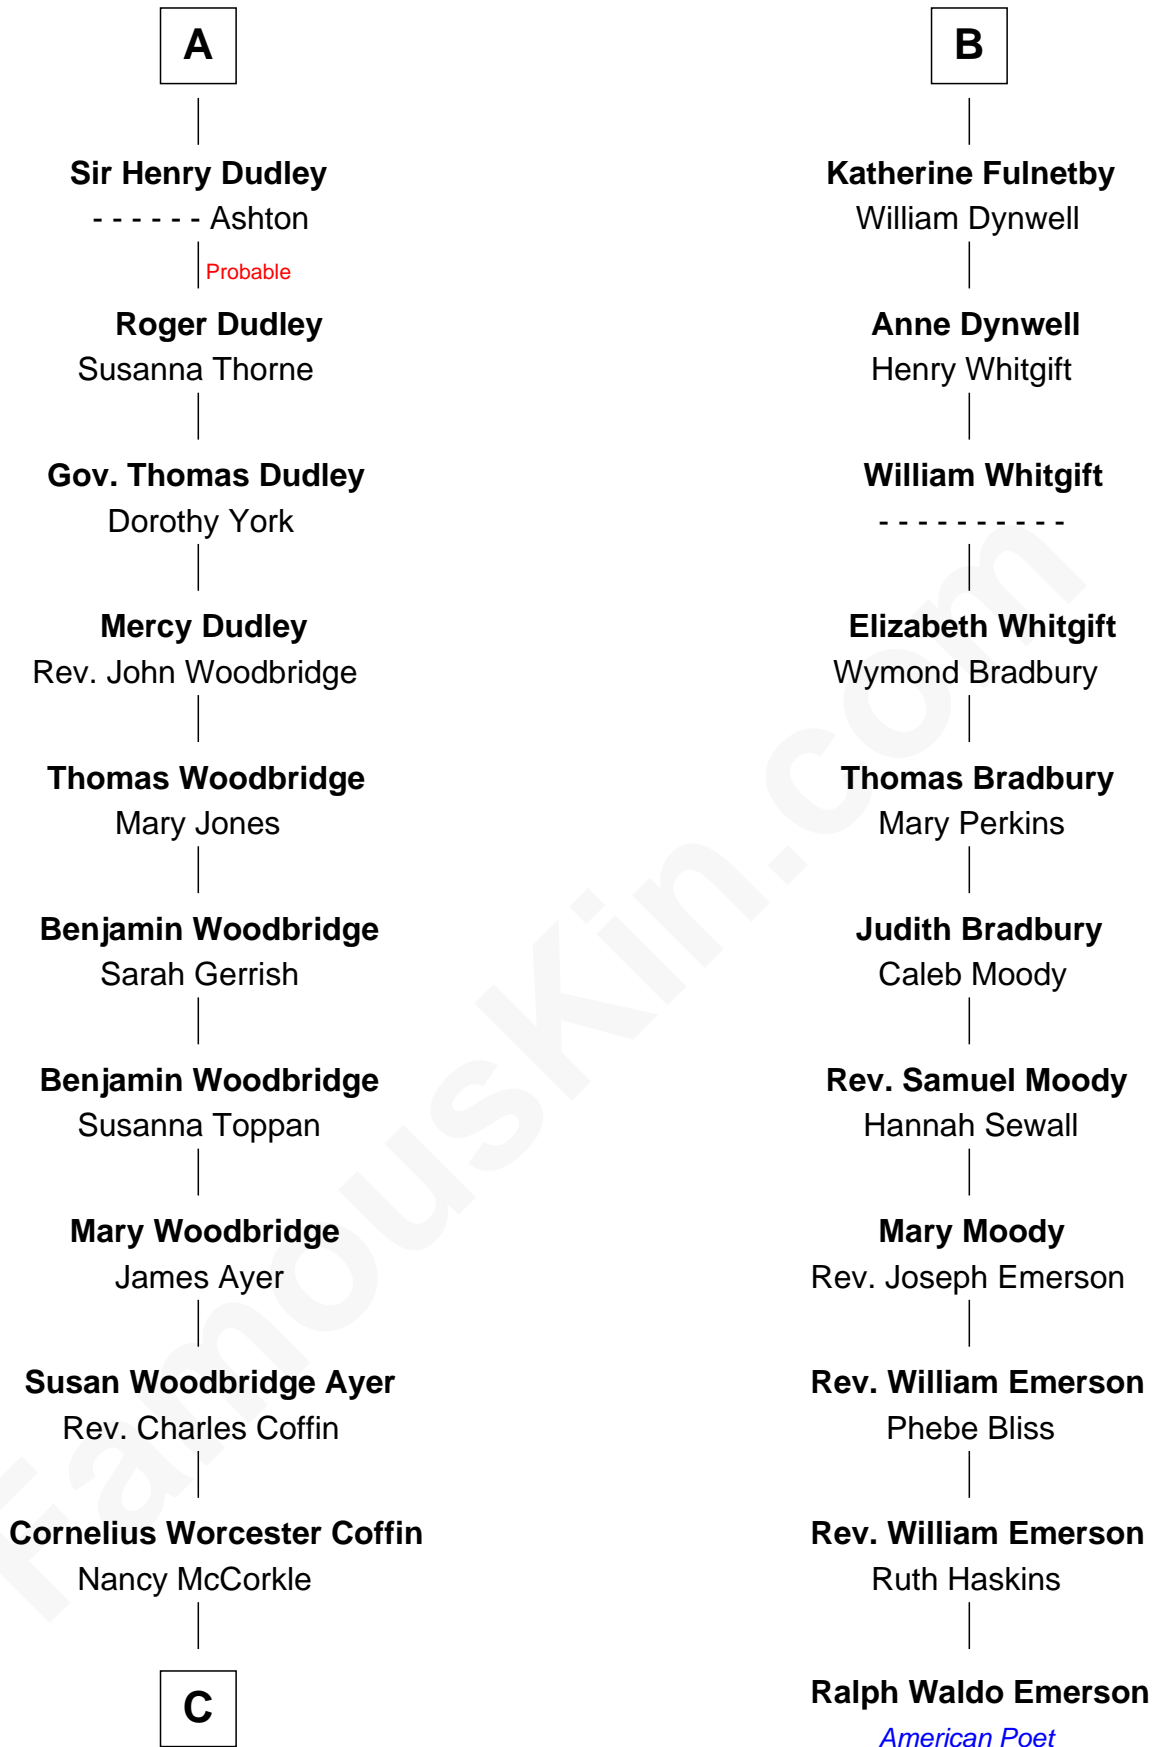 A
Sir Henry Dudley
- - - - - - Ashton
Probable
Roger Dudley
Susanna Thorne
Gov. Thomas Dudley
Dorothy York
Mercy Dudley
Rev. John Woodbridge
Thomas Woodbridge
Mary Jones
Benjamin Woodbridge
Sarah Gerrish
Benjamin Woodbridge
Susanna Toppan
Mary Woodbridge
James Ayer
Susan Woodbridge Ayer
Rev. Charles Coffin
Cornelius Worcester Coffin
Nancy McCorkle
C
B
Katherine Fulnetby
William Dynwell
Anne Dynwell
Henry Whitgift
William Whitgift
- - - - - - - - - -
Elizabeth Whitgift
Wymond Bradbury
Thomas Bradbury
Mary Perkins
Judith Bradbury
Caleb Moody
Rev. Samuel Moody
Hannah Sewall
Mary Moody
Rev. Joseph Emerson
Rev. William Emerson
Phebe Bliss
Rev. William Emerson
Ruth Haskins
Ralph Waldo Emerson
American Poet
FamousKin.com